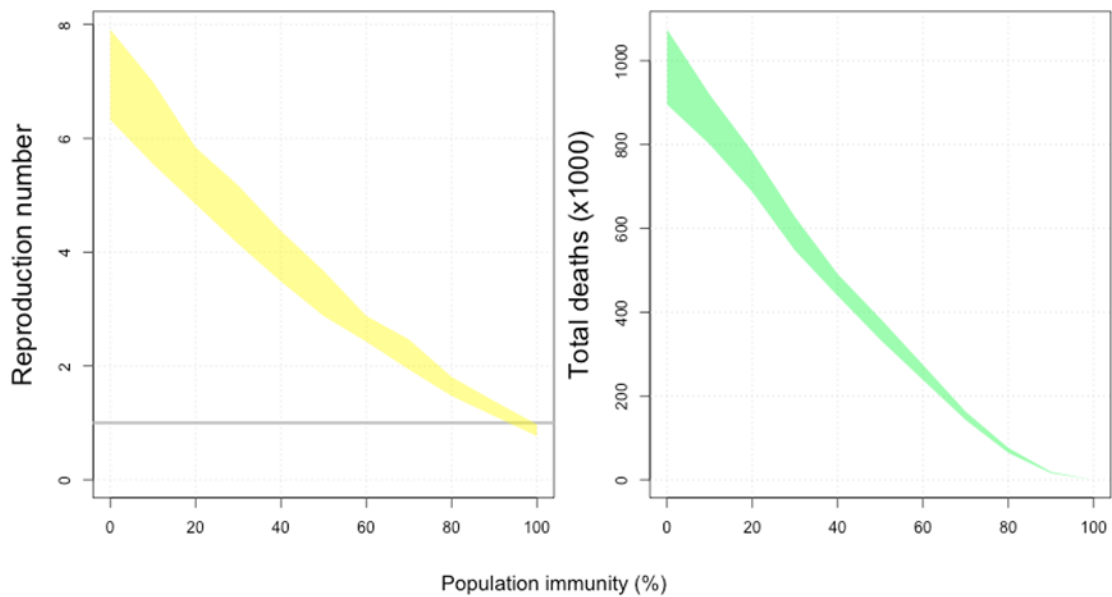 Reproduction number
8
6
4
2
0
0 20 40 60 80 100
Total deaths (x1000)
1000
800
600
400
200
0
0 20 40 60 80 100
Population immunity (%)